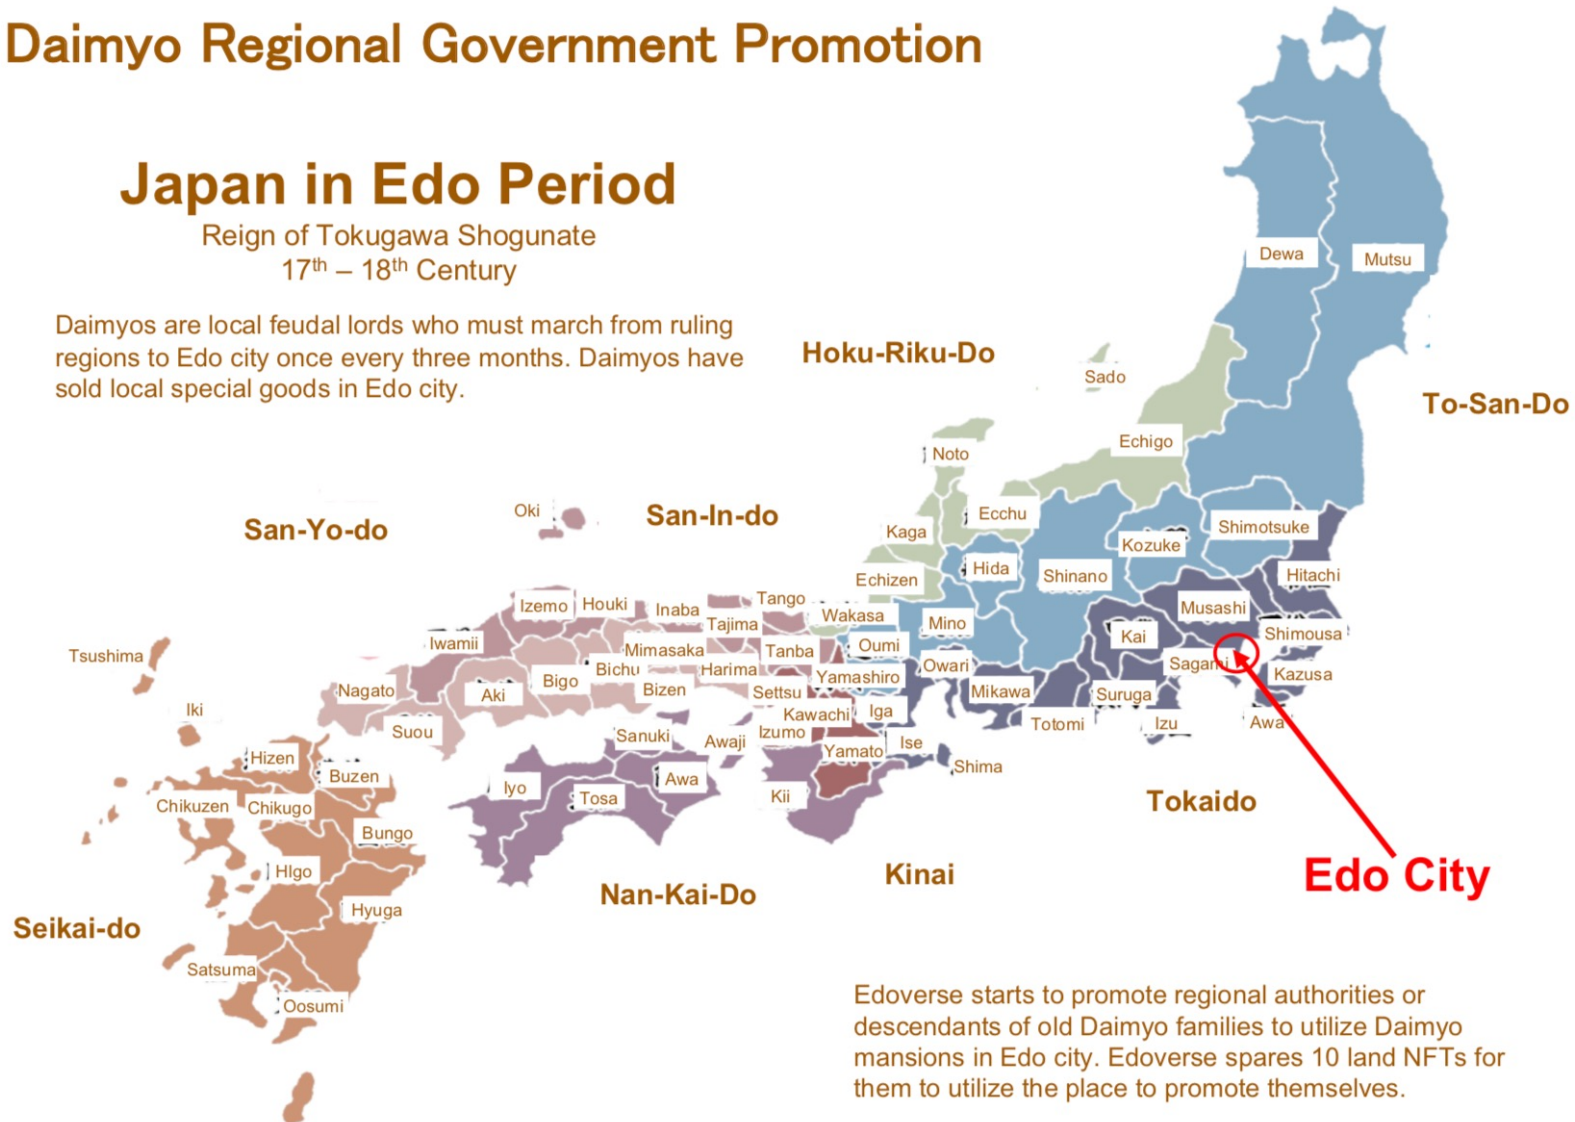 Daimyo Regional Government Promotion
Japan in Edo Period
Reign of Tokugawa Shogunate
17th – 18th Century
Daimyos are local feudal lords who must march from ruling
regions to Edo city once every three months. Daimyos have
sold local special goods in Edo city.
Dewa
Mutsu
Hoku-Riku-Do
Sado
To-San-Do
Echigo
Noto
San-Yo-do
Oki
San-In-do
Kaga
Ecchu
Shimotsuke
Kozuke
Echizen
Hida
Shinano
Hitachi
Izemo
Houki
Inaba
Tango
Wakasa
Musashi
Tajima
Mino
Kai
Shimousa
Tsushima
Iwamii
Mimasaka
Tanba
Oumi
Owari
Sagami
Bichu
Harima
Yamashiro
Kazusa
Nagato
Aki
Bigo
Bizen
Settsu
Mikawa
Suruga
Iki
Suou
Kawachi
Iga
Totomi
Izu
Awa
Sanuki
Awaji
Izumo
Yamato
Ise
Shima
Hizen
Buzen
Iyo
Awa
Tosa
Kii
Tokaido
Chikuzen
Chikugo
Bungo
HIgo
Kinai
Edo City
Nan-Kai-Do
Hyuga
Seikai-do
Satsuma
Oosumi
Edoverse starts to promote regional authorities or
descendants of old Daimyo families to utilize Daimyo
mansions in Edo city. Edoverse spares 10 land NFTs for
them to utilize the place to promote themselves.